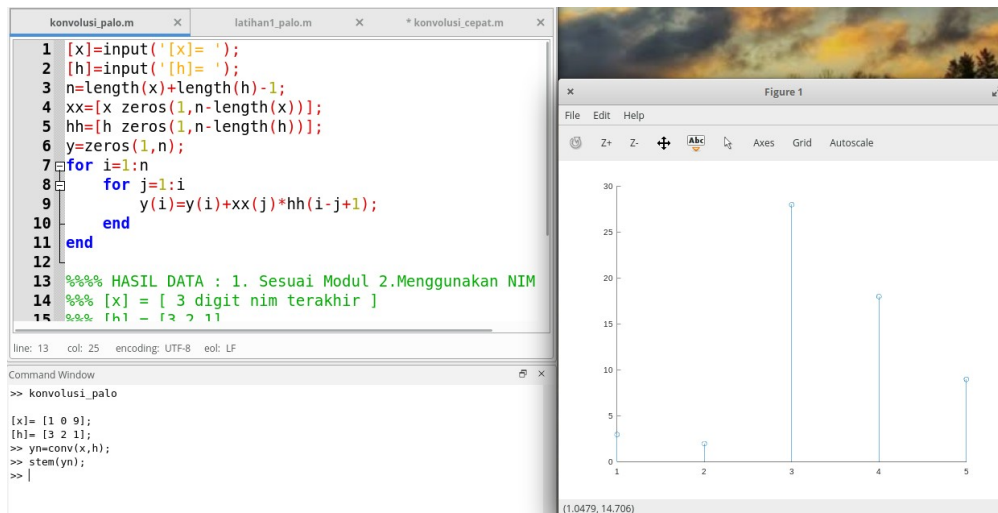 konvolusi_palo.m × latihan1_palo.m × * konvolusi_cepat.m ×
1 [x]=input('[x]= ');
2 [h]=input('[h]= ');
3 n=length(x)+length(h)-1;
4 xx=[x zeros(1,n-length(x))];
5 hh=[h zeros(1,n-length(h))];
6 y=zeros(1,n);
7 for i=1:n
8 for j=1:i
9 y(i)=y(i)+xx(j)*hh(i-j+1);
10 end
11 end
12
13 %%%% HASIL DATA : 1. Sesuai Modul 2.Menggunakan NIM
14 %%% [x] = [ 3 digit nim terakhir ]
15 %%% [h] = [3 2 1]
line: 13 col: 25 encoding: UTF-8 eol: LF
Command Window
>> konvolusi_palo
[x]= [1 0 9];
[h]= [3 2 1];
>> yn=conv(x,h);
>> stem(yn);
>>
Figure 1
File Edit Help
Z+ Z- Abc Axes Grid Autoscale
30
25
20
15
10
5
0
1 2 3 4 5
(1.0479, 14.706)